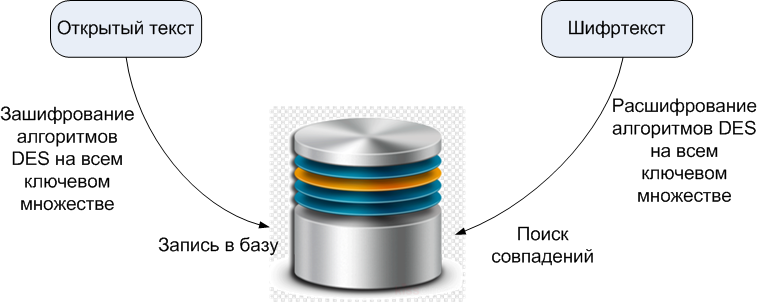 Открытый текст
Шифртекст
Зашифрование
алгоритмов
DES на всем
ключевом
множестве
Расшифрование
алгоритмов DES
на всем
ключевом
множестве
Запись в базу
Поиск
совпадений